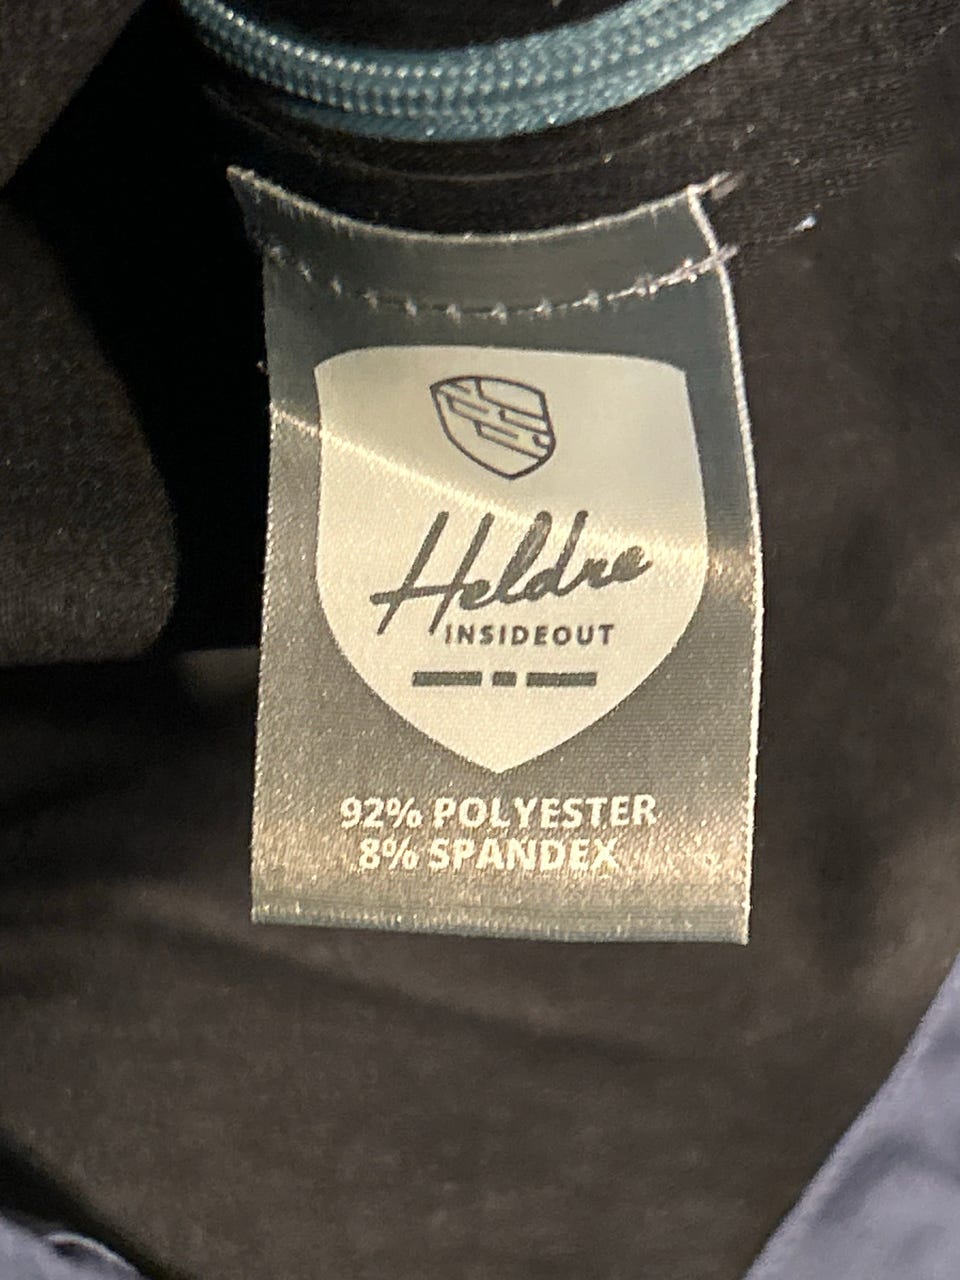 Heldre
INSIDEOUT
92% POLYESTER
8% SPANDEX